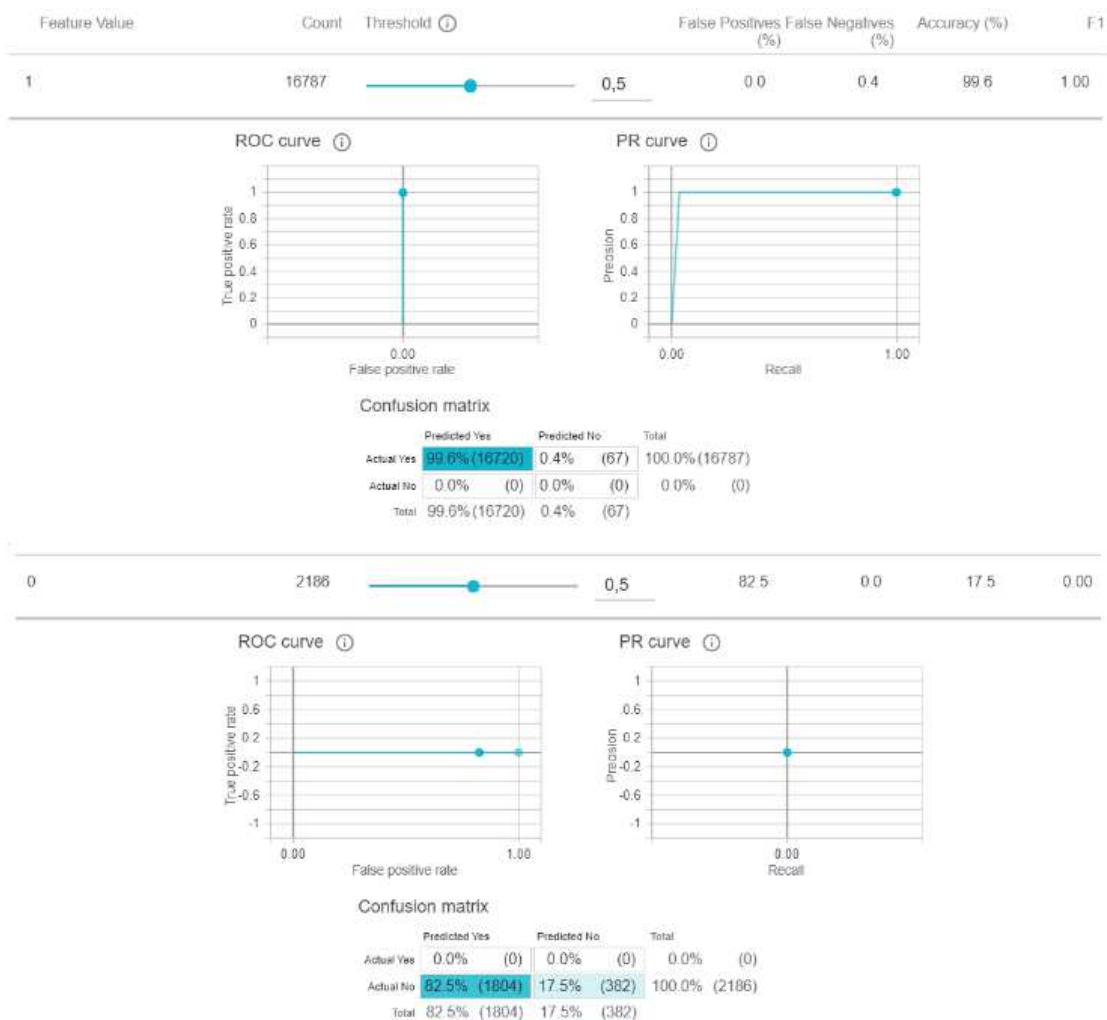 Feature Value Count Threshold ⓘ False Positives (%) False Negatives (%) Accuracy (%) F1
1 16787 0,5 0.0 0.4 99.6 1.00
ROC curve ⓘ PR curve ⓘ
1 1
0.8 0.8
0.6 0.6
0.4 0.4
0.2 0.2
0 0
True positive rate Precision
0.00 0.00 1.00
False positive rate Recall
Confusion matrix
Predicted Yes Predicted No Total
Actual Yes 99.6% (16720) 0.4% (67) 100.0% (16787)
Actual No 0.0% (0) 0.0% (0) 0.0% (0)
Total 99.6% (16720) 0.4% (67)
0 2186 0,5 82.5 0.0 17.5 0.00
ROC curve ⓘ PR curve ⓘ
1 1
0.6 0.6
0.2 0.2
-0.2 -0.2
-0.6 -0.6
-1 -1
True positive rate Precision
0.00 1.00 0.00
False positive rate Recall
Confusion matrix
Predicted Yes Predicted No Total
Actual Yes 0.0% (0) 0.0% (0) 0.0% (0)
Actual No 82.5% (1804) 17.5% (382) 100.0% (2186)
Total 82.5% (1804) 17.5% (382)